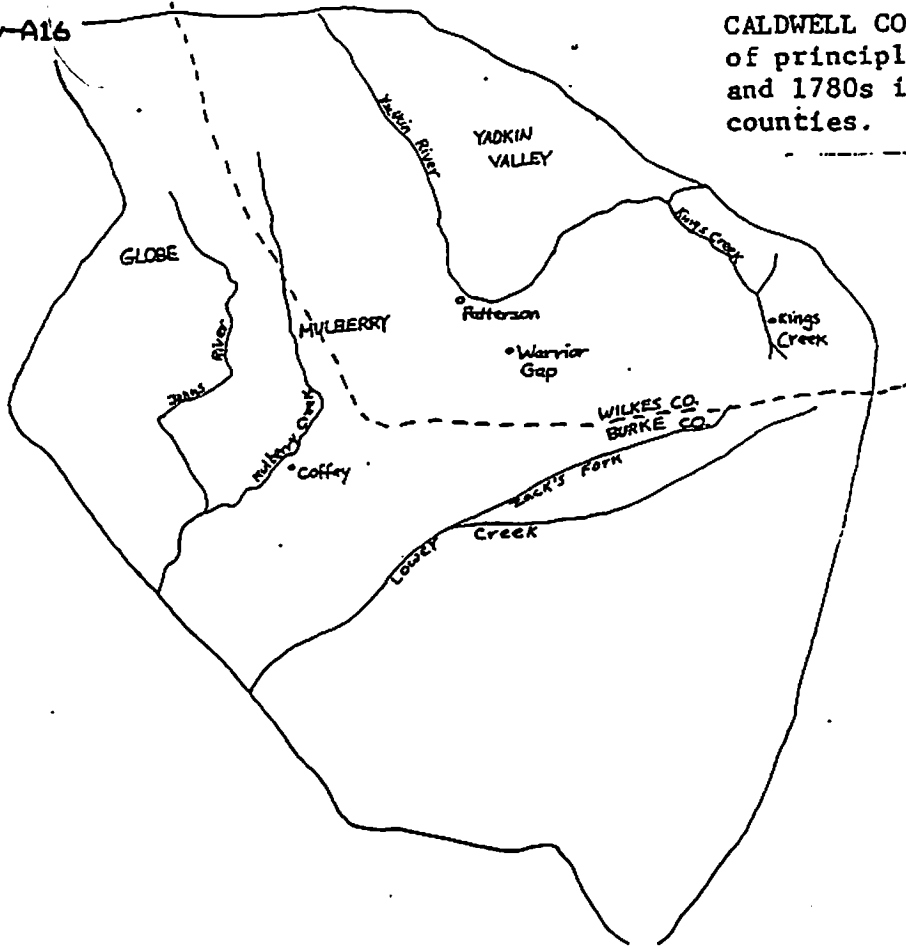 A16
CALDWELL CO
of principl
and 1780s i
counties.
Yadkin River
YADKIN
VALLEY
Kings Creek
GLOBE
Patterson
Kings
Creek
MULBERRY
Warrior
Gap
Johns
River
WILKES CO.
BURKE CO.
Mulberry Creek
Coffey
Zack's Fork
Lower
Creek